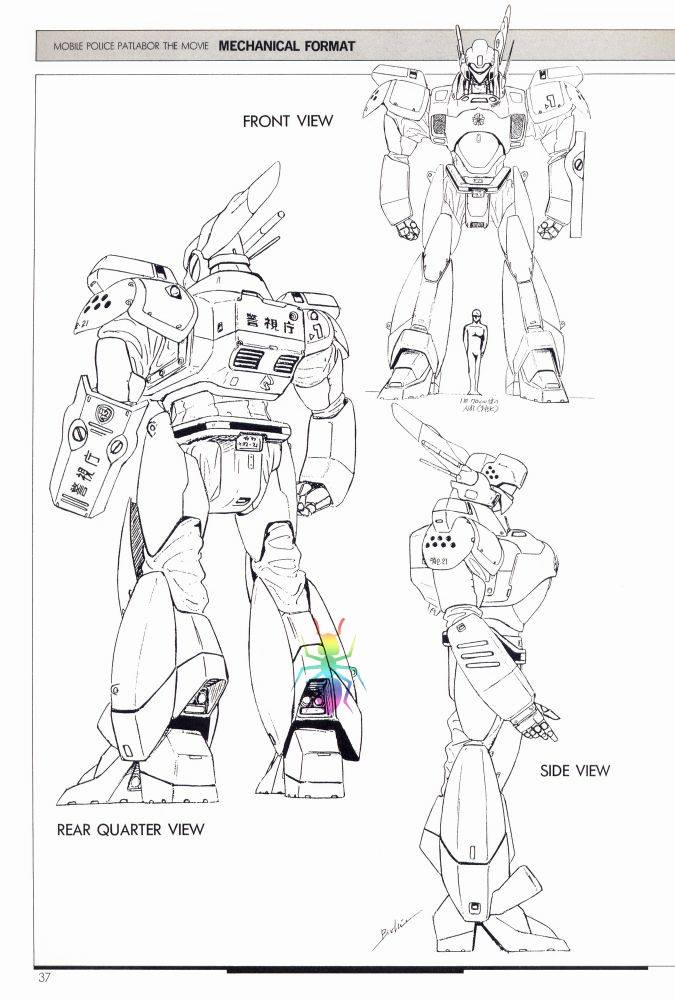 MOBILE POLICE PATLABOR THE MOVIE MECHANICAL FORMAT
FRONT VIEW
1
警視庁
1
警視庁
SIDE VIEW
REAR QUARTER VIEW
37